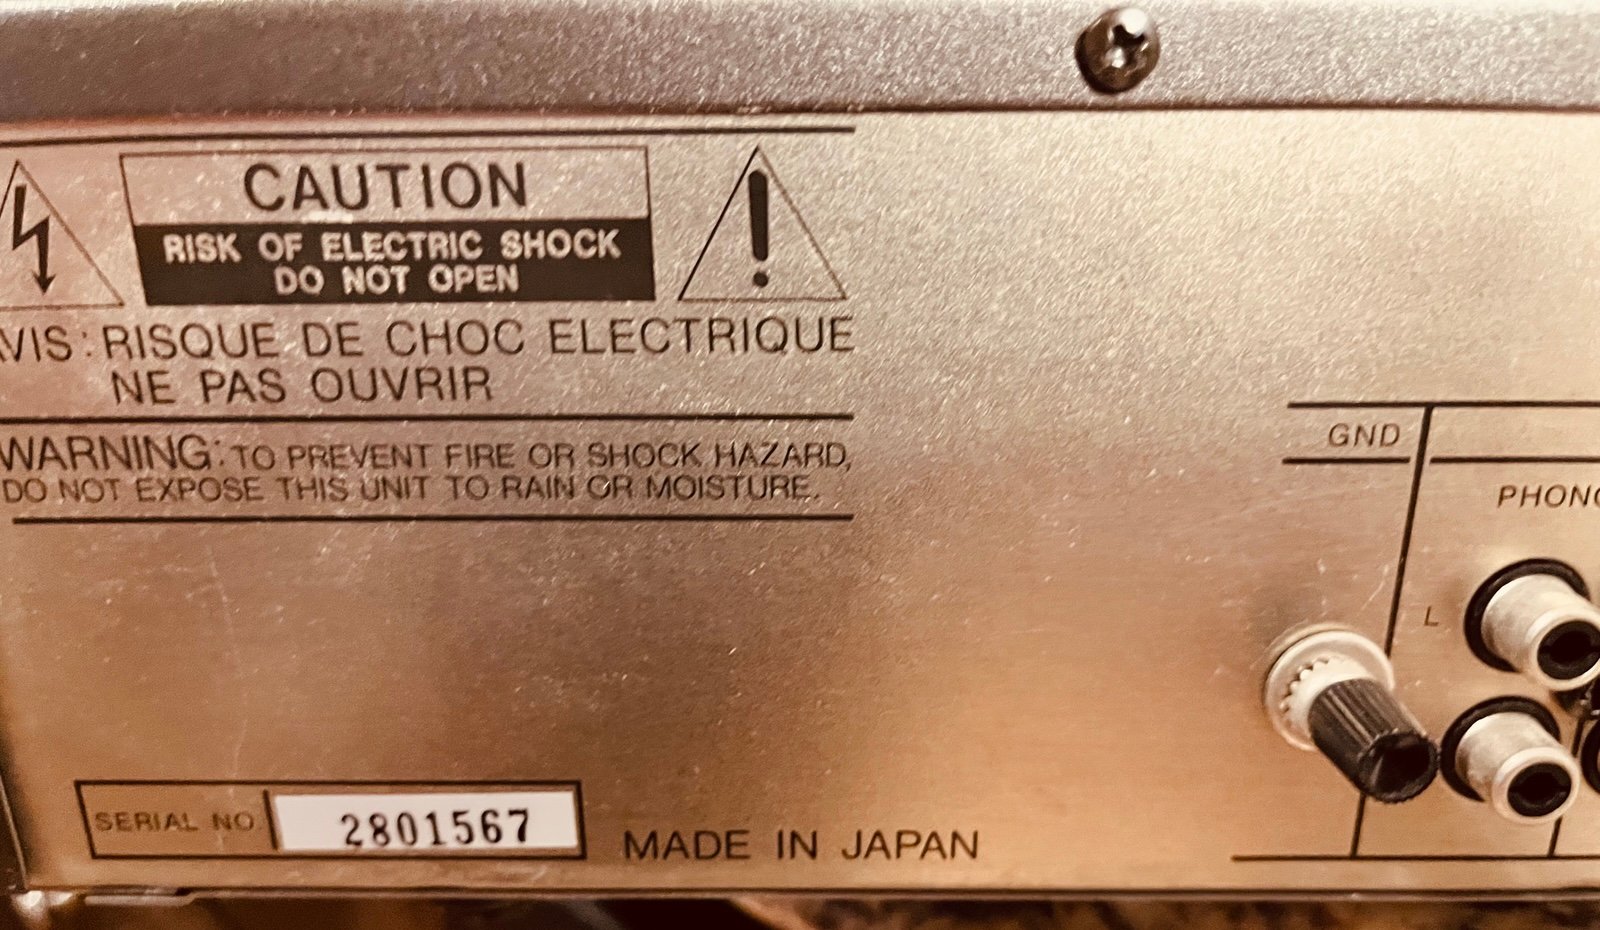 CAUTION
RISK OF ELECTRIC SHOCK
DO NOT OPEN
AVIS: RISQUE DE CHOC ELECTRIQUE
NE PAS OUVRIR
WARNING: TO PREVENT FIRE OR SHOCK HAZARD,
DO NOT EXPOSE THIS UNIT TO RAIN OR MOISTURE.
GND
PHONO
L
SERIAL NO
2801567
MADE IN JAPAN